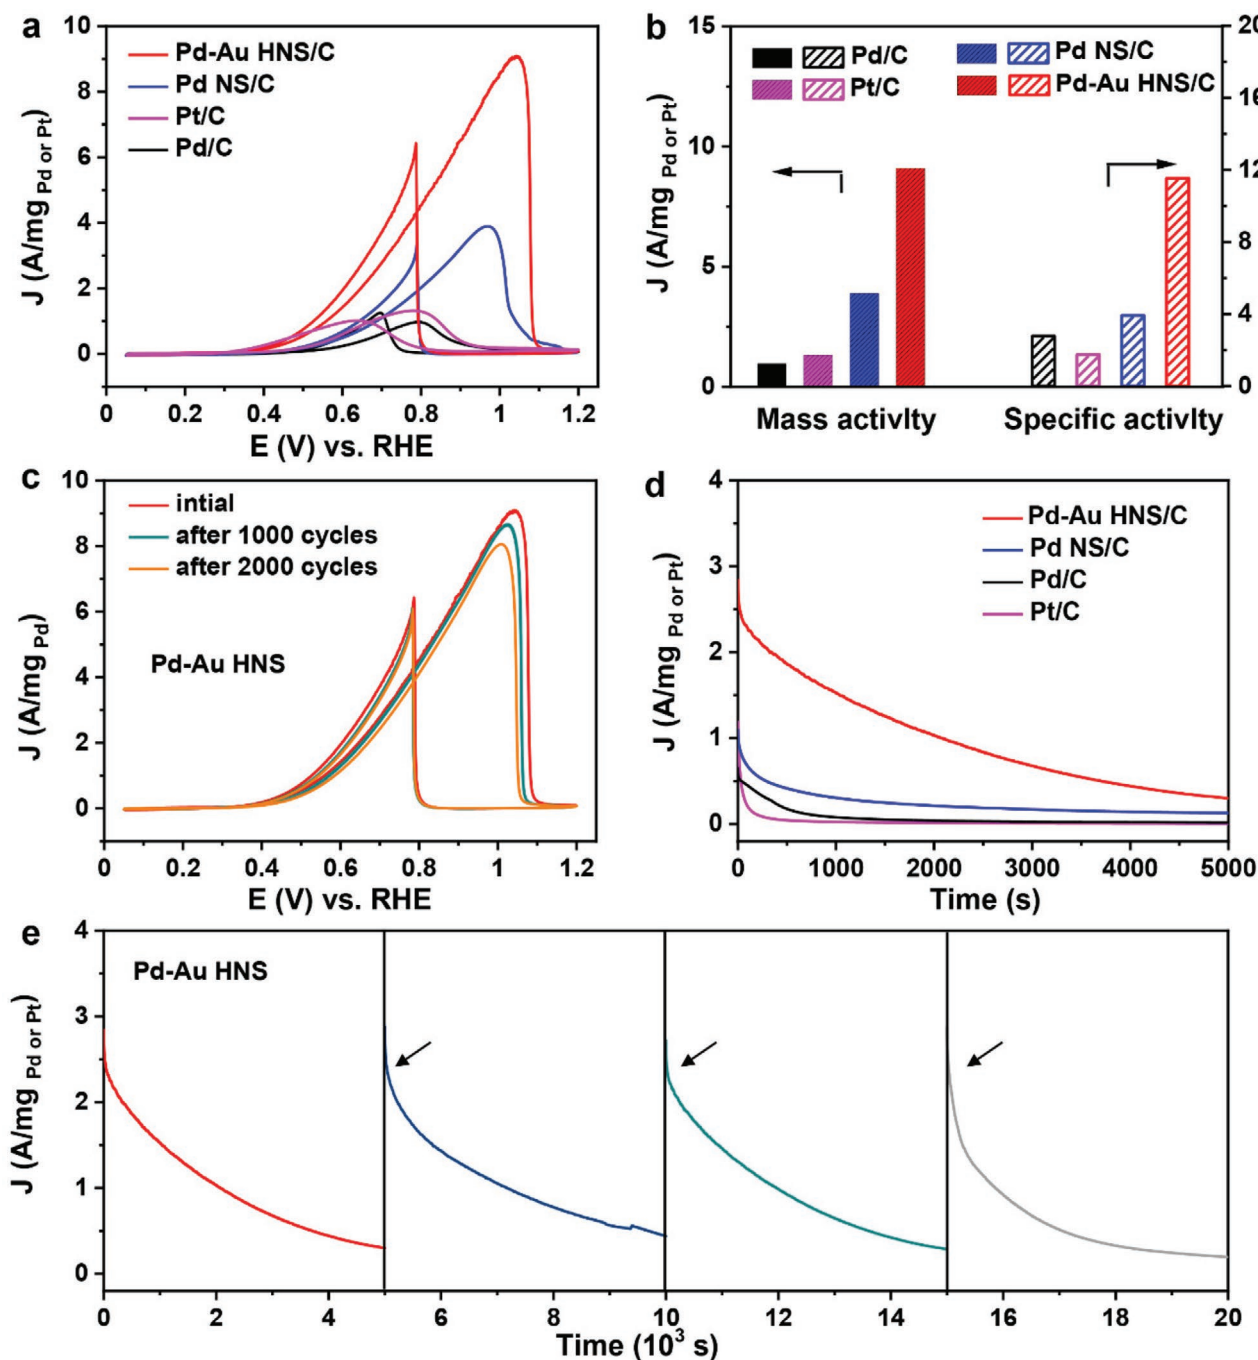 a
10
8
6
4
2
0
Pd-Au HNS/C
Pd NS/C
Pt/C
Pd/C
J (A/mg Pd or Pt)
0 0.2 0.4 0.6 0.8 1 1.2
E (V) vs. RHE
b
15
10
5
0
Pd/C
Pt/C
Pd NS/C
Pd-Au HNS/C
20
16
12
8
4
0
J (A/mg Pd or Pt)
Mass activlty
Specific activlty
c
10
8
6
4
2
0
intial
after 1000 cycles
after 2000 cycles
Pd-Au HNS
J (A/mg Pd)
0 0.2 0.4 0.6 0.8 1 1.2
E (V) vs. RHE
d
4
3
2
1
0
Pd-Au HNS/C
Pd NS/C
Pd/C
Pt/C
J (A/mg Pd or Pt)
0 1000 2000 3000 4000 5000
Time (s)
e
4
3
2
1
0
Pd-Au HNS
J (A/mg Pd or Pt)
0 2 4 6 8 10 12 14 16 18 20
Time (10³ s)